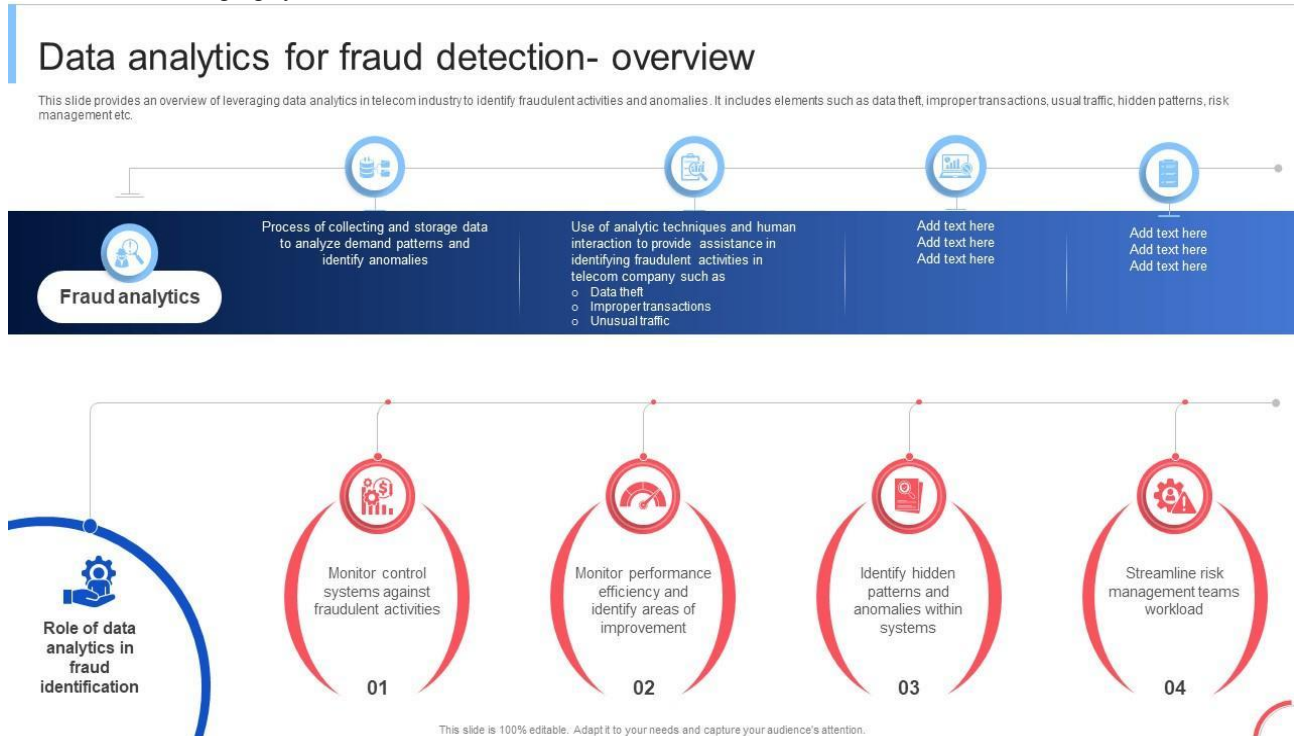 Data analytics for fraud detection- overview
This slide provides an overview of leveraging data analytics in telecom industry to identify fraudulent activities and anomalies. It includes elements such as data theft, improper transactions, usual traffic, hidden patterns, risk
management etc.
Fraud analytics
Process of collecting and storage data
to analyze demand patterns and
identify anomalies
Use of analytic techniques and human
interaction to provide assistance in
identifying fraudulent activities in
telecom company such as
o Data theft
o Improper transactions
o Unusual traffic
Add text here
Add text here
Add text here
Add text here
Add text here
Add text here
Role of data
analytics in
fraud
identification
Monitor control
systems against
fraudulent activities
01
Monitor performance
efficiency and
identify areas of
improvement
02
Identify hidden
patterns and
anomalies within
systems
03
Streamline risk
management teams
workload
04
This slide is 100% editable. Adapt it to your needs and capture your audience's attention.